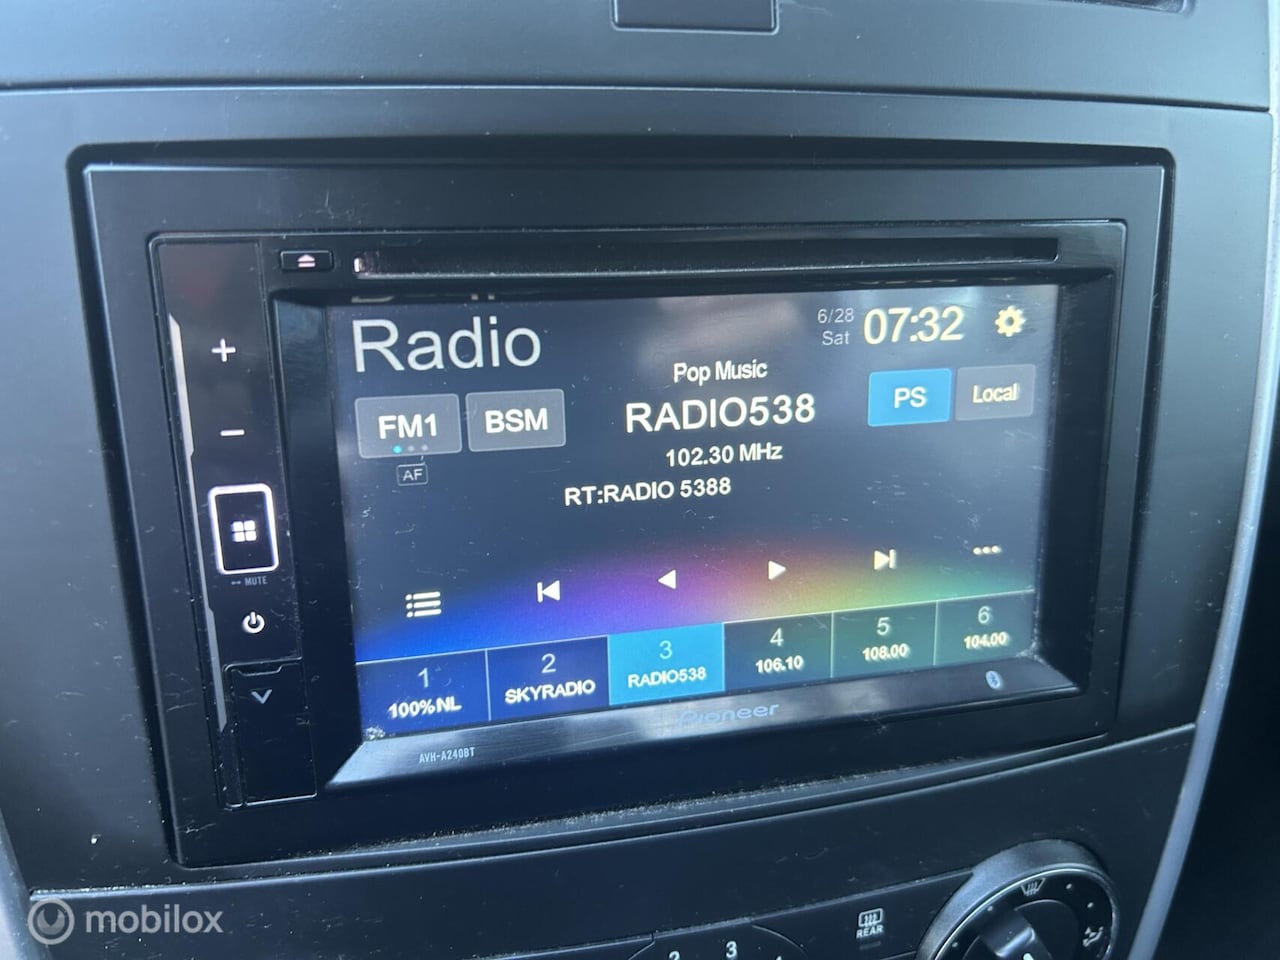 Radio
6/28
Sat
07:32
Pop Music
FM1
BSM
RADIO538
PS
Local
AF
102.30 MHz
RT:RADIO 5388
MUTE
1
100%NL
2
SKYRADIO
3
RADIO538
4
106.10
5
108.00
6
104.00
Pioneer
AVH-A240BT
REAR
2
3
mobilox